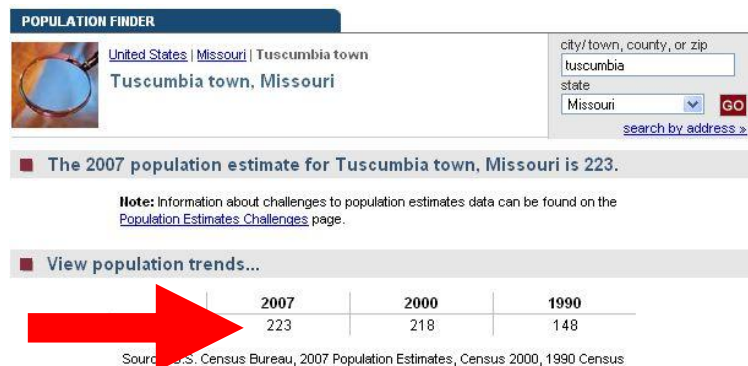 POPULATION FINDER
United States | Missouri | Tuscumbia town
Tuscumbia town, Missouri
city/ town, county, or zip
tuscumbia
state
Missouri
GO
search by address »
The 2007 population estimate for Tuscumbia town, Missouri is 223.
Note: Information about challenges to population estimates data can be found on the
Population Estimates Challenges page.
View population trends...
2007 2000 1990
223 218 148
U.S. Census Bureau, 2007 Population Estimates, Census 2000, 1990 Census